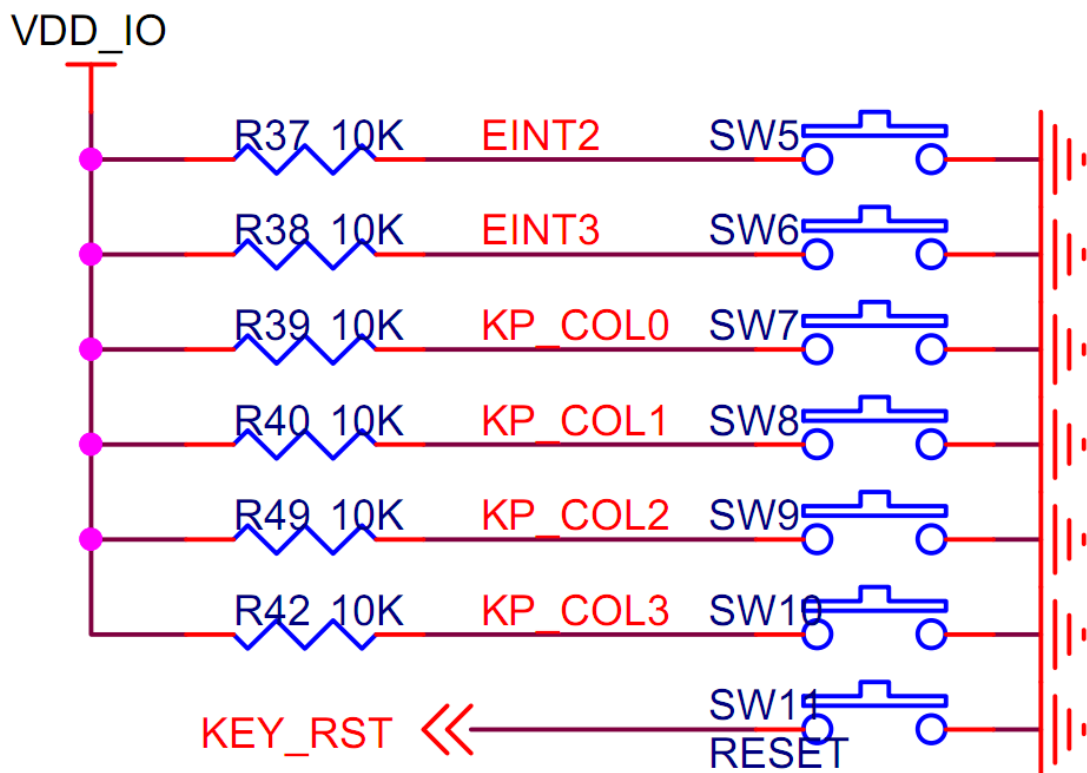 VDD_IO
R37 10K EINT2 SW5
R38 10K EINT3 SW6
R39 10K KP_COL0 SW7
R40 10K KP_COL1 SW8
R49 10K KP_COL2 SW9
R42 10K KP_COL3 SW10
KEY_RST SW11
RESET